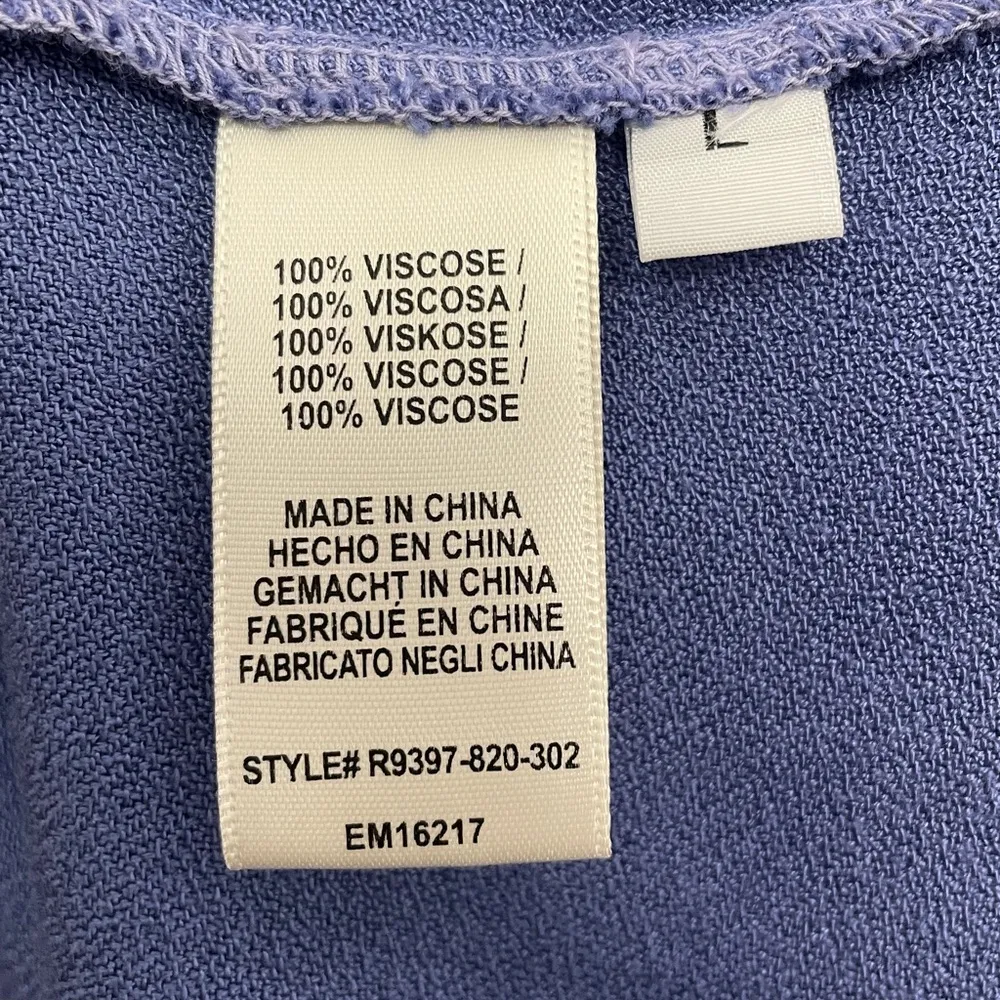 100% VISCOSE /
100% VISCOSA /
100% VISKOSE /
100% VISCOSE /
100% VISCOSE
MADE IN CHINA
HECHO EN CHINA
GEMACHT IN CHINA
FABRIQUÉ EN CHINE
FABRICATO NEGLI CHINA
STYLE# R9397-820-302
EM16217
L